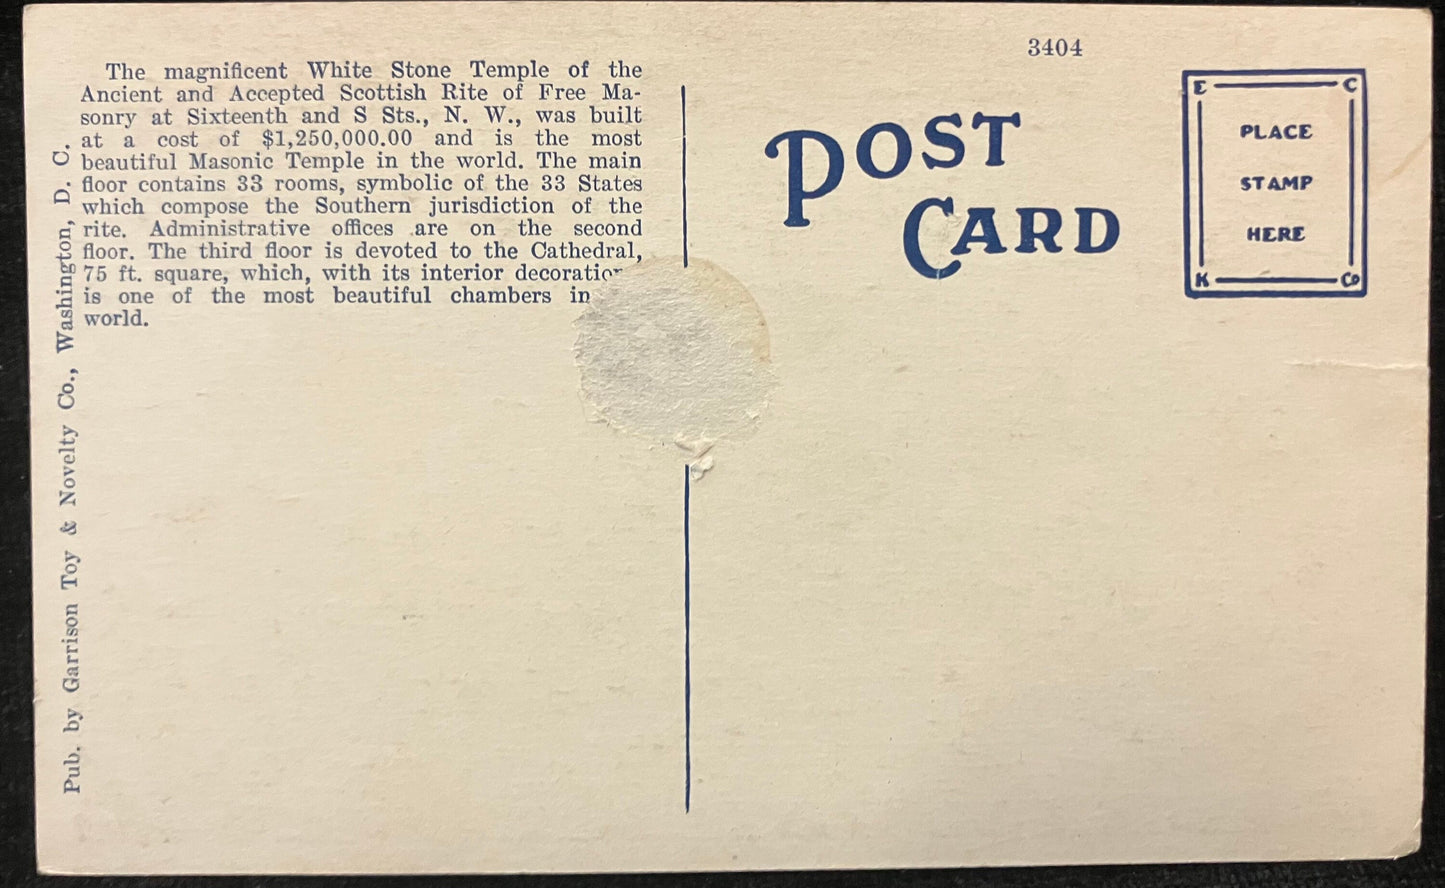 The magnificent White Stone Temple of the
Ancient and Accepted Scottish Rite of Free Ma-
sonry at Sixteenth and S Sts., N. W., was built
at a cost of $1,250,000.00 and is the most
beautiful Masonic Temple in the world. The main
floor contains 33 rooms, symbolic of the 33 States
which compose the Southern jurisdiction of the
rite. Administrative offices are on the second
floor. The third floor is devoted to the Cathedral,
75 ft. square, which, with its interior
is one of the most beautiful chambers in
world.
Pub. by Garrison Toy & Novelty Co., Washington, D. C.
3404
POST
CARD
E C
PLACE
STAMP
HERE
K Co